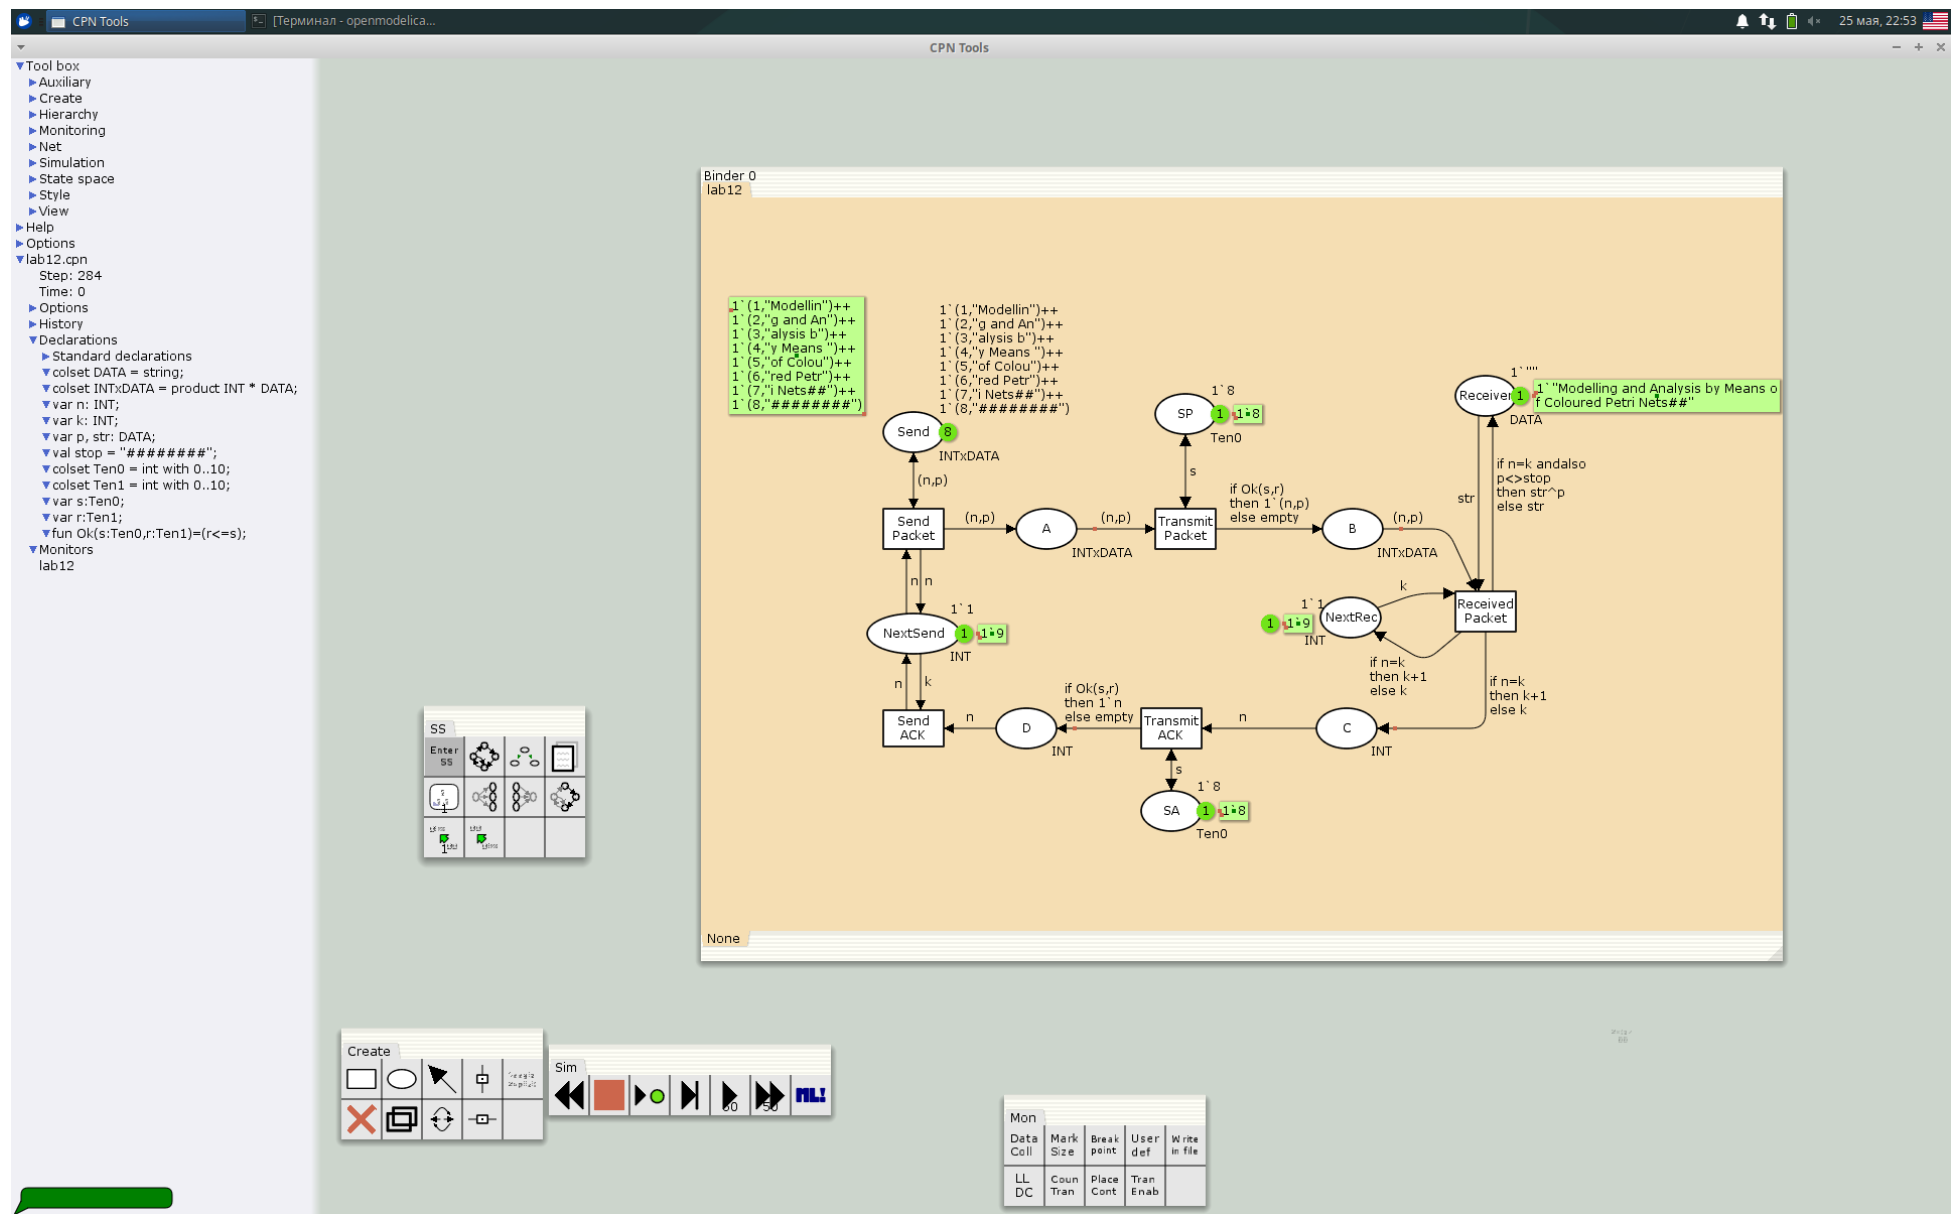 CPN Tools
[Терминал - openmodelica...
25 мая, 22:53
CPN Tools
Tool box
Auxiliary
Create
Hierarchy
Monitoring
Net
Simulation
State space
Style
View
Help
Options
lab12.cpn
Step: 284
Time: 0
Options
History
Declarations
Standard declarations
colset DATA = string;
colset INTxDATA = product INT * DATA;
var n: INT;
var k: INT;
var p, str: DATA;
val stop = "########";
colset Ten0 = int with 0..10;
colset Ten1 = int with 0..10;
var s:Ten0;
var r:Ten1;
fun Ok(s:Ten0,r:Ten1)=(r<=s);
Monitors
lab12
Binder 0
lab12
1`(1,"Modellin")++
1`(2,"g and An")++
1`(3,"alysis b")++
1`(4,"y Means ")++
1`(5,"of Colou")++
1`(6,"red Petr")++
1`(7,"i Nets##")++
1`(8,"########")
1`(1,"Modellin")++
1`(2,"g and An")++
1`(3,"alysis b")++
1`(4,"y Means ")++
1`(5,"of Colou")++
1`(6,"red Petr")++
1`(7,"i Nets##")++
1`(8,"########")
Send
8
INTxDATA
(n,p)
1`8
SP
1
1`8
Ten0
s
1`""
Receiver
1
1`"Modelling and Analysis by Means o
f Coloured Petri Nets##"
DATA
str
if n=k andalso
p<>stop
then str^p
else str
Send
Packet
(n,p)
A
INTxDATA
(n,p)
Transmit
Packet
if Ok(s,r)
then 1`(n,p)
else empty
B
INTxDATA
(n,p)
n
n
1`1
NextSend
1
1`9
INT
1`1
1
1`9
INT
NextRec
k
Received
Packet
if n=k
then k+1
else k
if n=k
then k+1
else k
n
k
Send
ACK
n
D
INT
if Ok(s,r)
then 1`n
else empty
Transmit
ACK
n
C
INT
s
1`8
SA
1
1`8
Ten0
None
SS
Enter
SS
1
1
Create
Sim
60
50
ML!
Mon
Data
Coll
Mark
Size
Break
point
User
def
Write
in file
LL
DC
Coun
Tran
Place
Cont
Tran
Enab